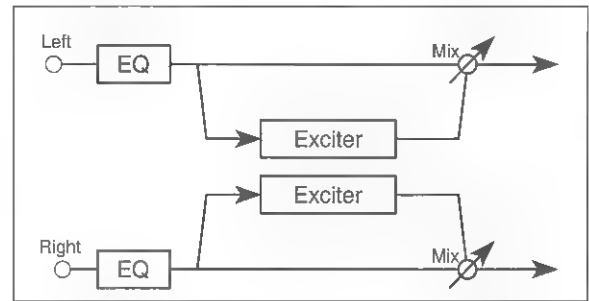 Left
EQ
Mix
Exciter
Exciter
Right
EQ
Mix